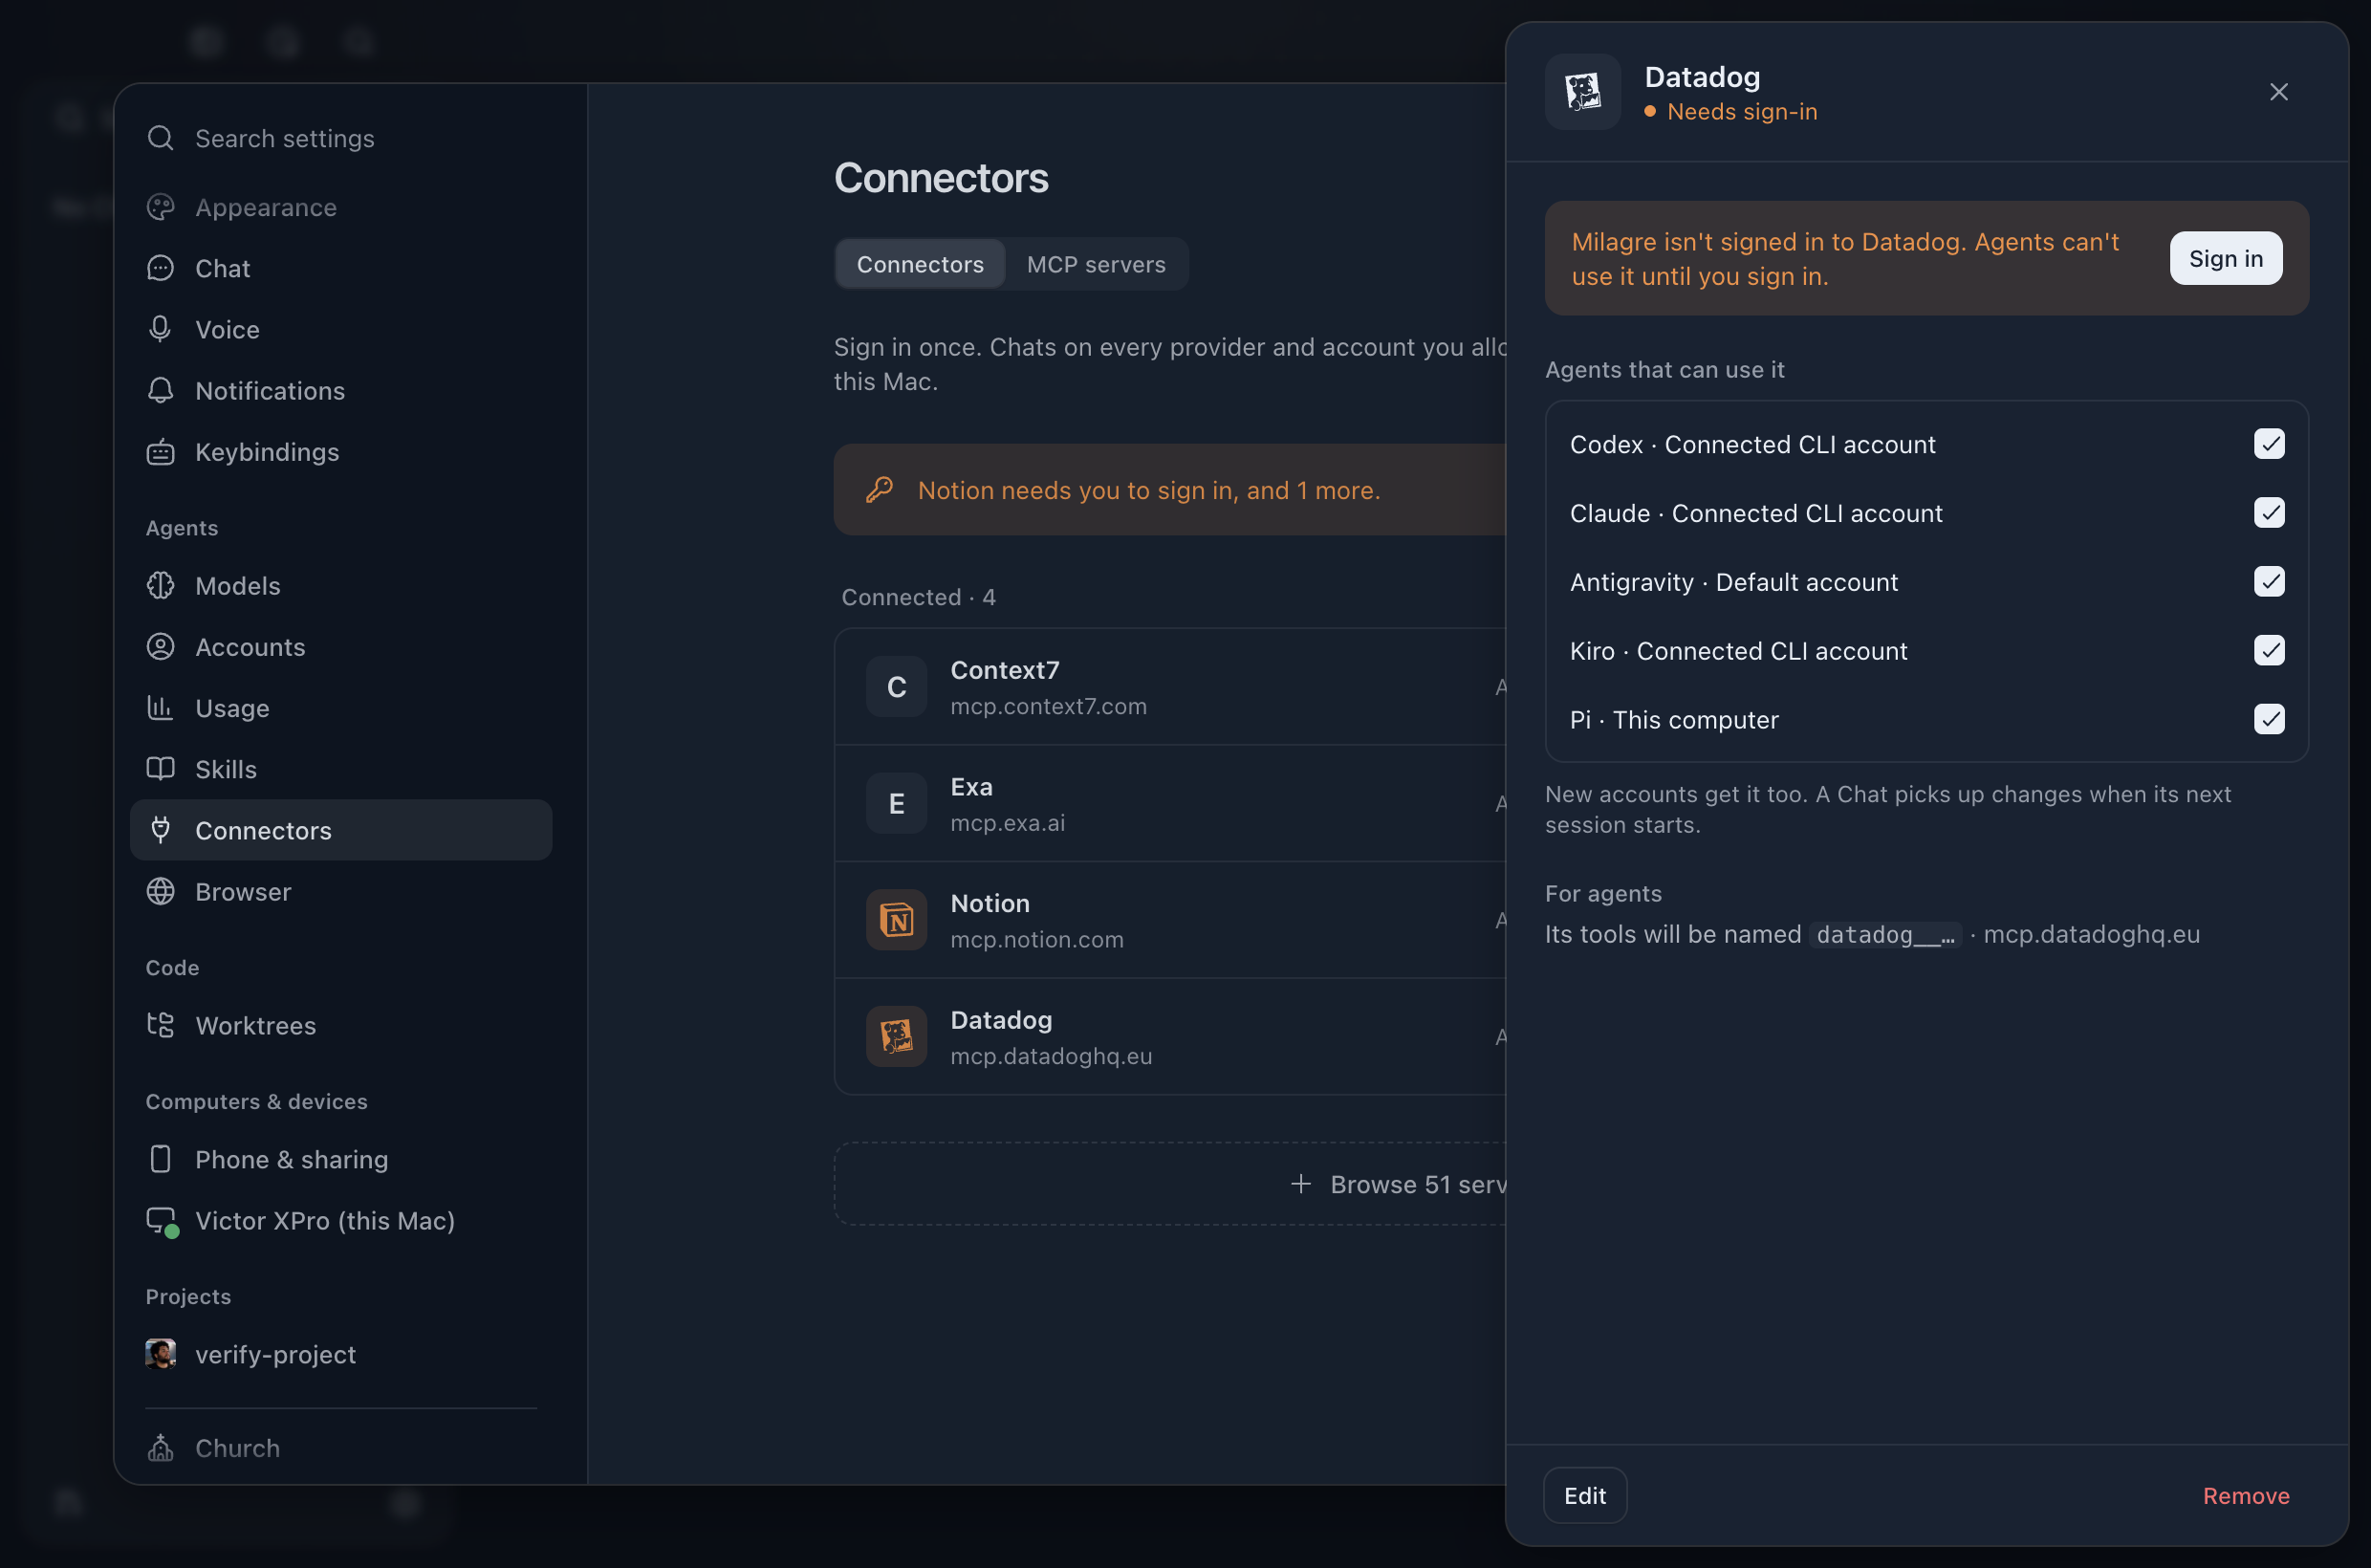 Search settings
Appearance
Chat
Voice
Notifications
Keybindings
Agents
Models
Accounts
Usage
Skills
Connectors
Browser
Code
Worktrees
Computers & devices
Phone & sharing
Victor XPro (this Mac)
Projects
verify-project
Church
Connectors
Connectors
MCP servers
Sign in once. Chats on every provider and account you
this Mac.
Notion needs you to sign in, and 1 more.
Connected · 4
C
Context7
mcp.context7.com
E
Exa
mcp.exa.ai
N
Notion
mcp.notion.com
Datadog
mcp.datadoghq.eu
Browse 51
Datadog
Needs sign-in
Milagre isn't signed in to Datadog. Agents can't
use it until you sign in.
Sign in
Agents that can use it
Codex · Connected CLI account
Claude · Connected CLI account
Antigravity · Default account
Kiro · Connected CLI account
Pi · This computer
New accounts get it too. A Chat picks up changes when its next
session starts.
For agents
Its tools will be named datadog__… · mcp.datadoghq.eu
Edit
Remove